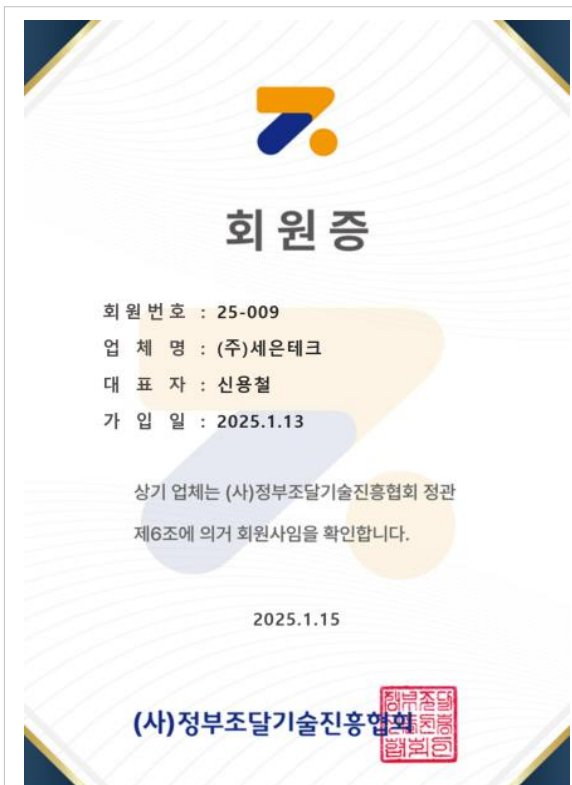 회원증
회원번호 : 25-009
업 체 명 : (주)세은테크
대 표 자 : 신용철
가 입 일 : 2025.1.13
상기 업체는 (사)정부조달기술진흥협회 정관
제6조에 의거 회원사임을 확인합니다.
2025.1.15
(사)정부조달기술진흥협회